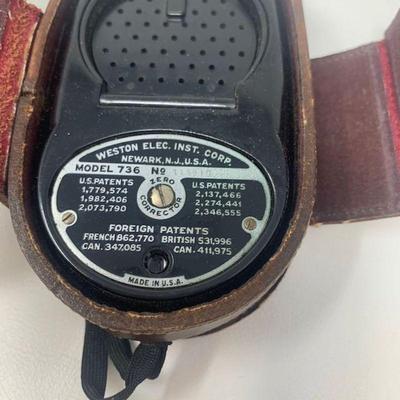 WESTON ELEC. INST. CORP.
NEWARK, N.J., U.S.A.
MODEL 736 No
ZERO
CORRECTOR
U.S. PATENTS
1,779,574
1,982,406
2,073,790
U.S. PATENTS
2,137,466
2,274,441
2,346,555
FOREIGN PATENTS
FRENCH 862,770 BRITISH 531,996
CAN. 347,085 CAN. 411,975
MADE IN U.S.A.